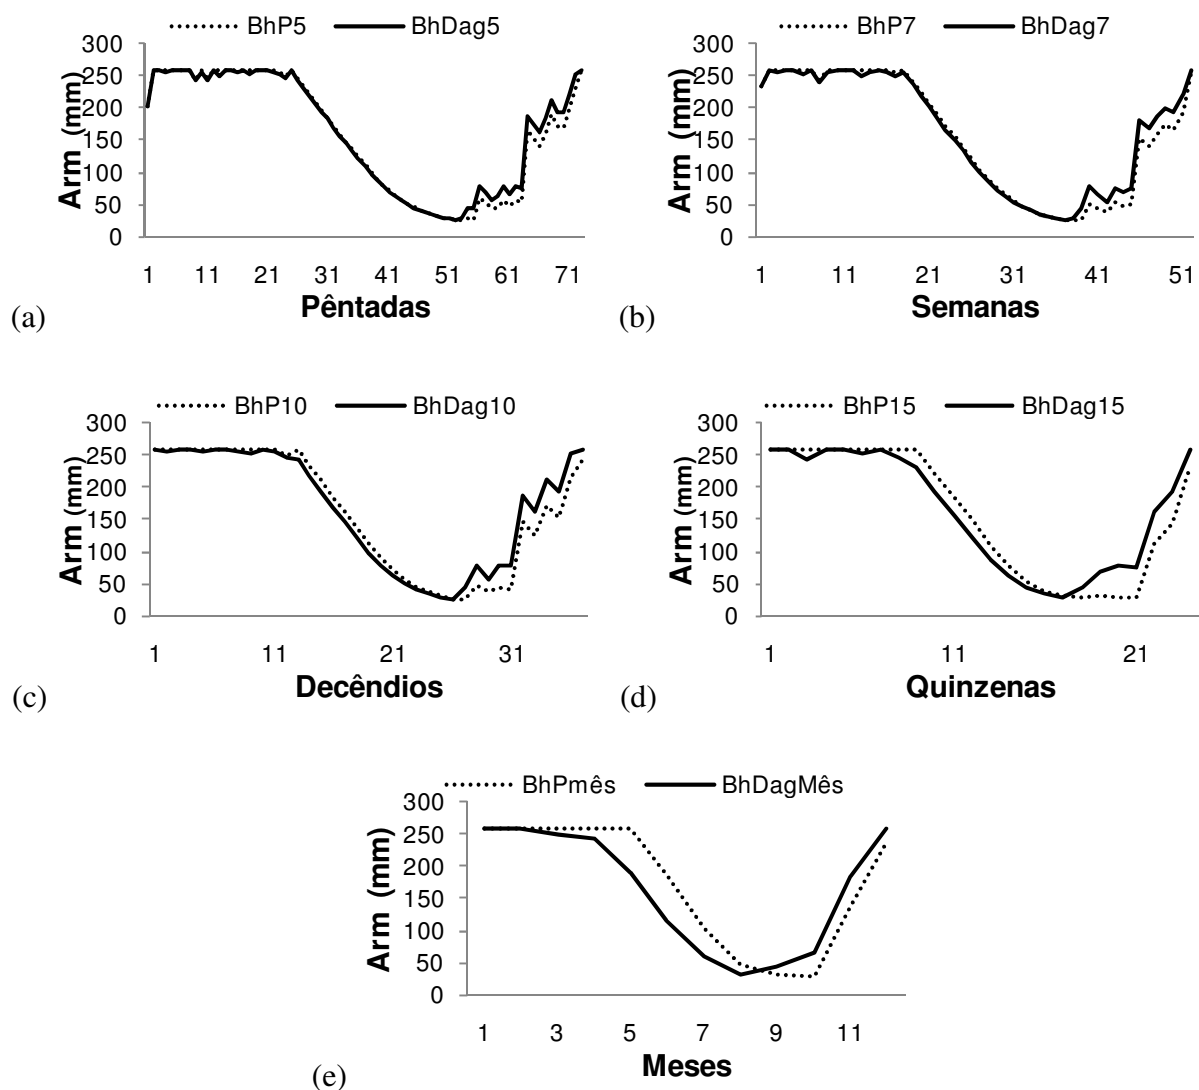 BhP5 BhDag5
300
250
200
150
100
50
0
Arm (mm)
1 11 21 31 41 51 61 71
Pêntadas
(a)
BhP7 BhDag7
300
250
200
150
100
50
0
Arm (mm)
1 11 21 31 41 51
Semanas
(b)
BhP10 BhDag10
300
250
200
150
100
50
0
Arm (mm)
1 11 21 31
Decêndios
(c)
BhP15 BhDag15
300
250
200
150
100
50
0
Arm (mm)
1 11 21
Quinzenas
(d)
BhPmês BhDagMês
300
250
200
150
100
50
0
Arm (mm)
1 3 5 7 9 11
Meses
(e)